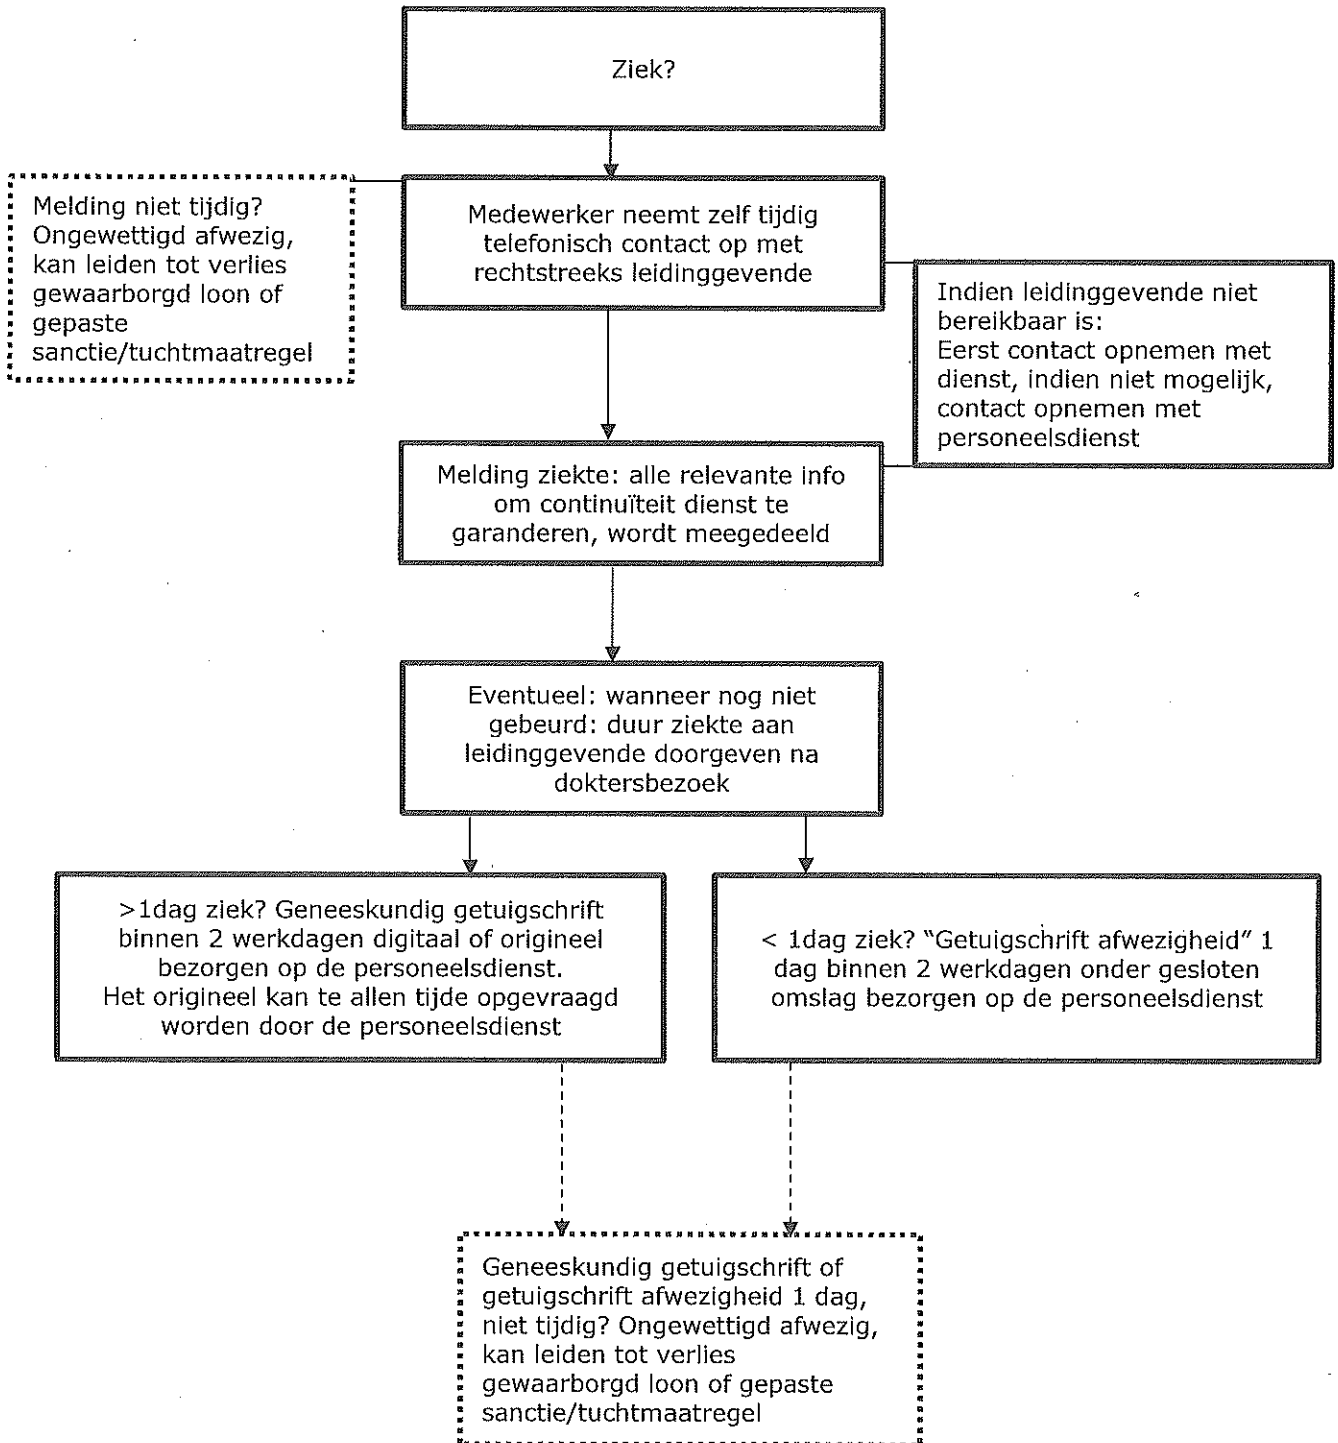 Ziek?
Melding niet tijdig?
Ongewettigd afwezig,
kan leiden tot verlies
gewaarborgd loon of
gepaste
sanctie/tuchtmaatregel
Medewerker neemt zelf tijdig
telefonisch contact op met
rechtstreeks leidinggevende
Indien leidinggevende niet
bereikbaar is:
Eerst contact opnemen met
dienst, indien niet mogelijk,
contact opnemen met
personeelsdienst
Melding ziekte: alle relevante info
om continuïteit dienst te
garanderen, wordt meegedeeld
Eventueel: wanneer nog niet
gebeurd: duur ziekte aan
leidinggevende doorgeven na
doktersbezoek
>1dag ziek? Geneeskundig getuigschrift
binnen 2 werkdagen digitaal of origineel
bezorgen op de personeelsdienst.
Het origineel kan te allen tijde opgevraagd
worden door de personeelsdienst
< 1dag ziek? "Getuigschrift afwezigheid" 1
dag binnen 2 werkdagen onder gesloten
omslag bezorgen op de personeelsdienst
Geneeskundig getuigschrift of
getuigschrift afwezigheid 1 dag,
niet tijdig? Ongewettigd afwezig,
kan leiden tot verlies
gewaarborgd loon of gepaste
sanctie/tuchtmaatregel